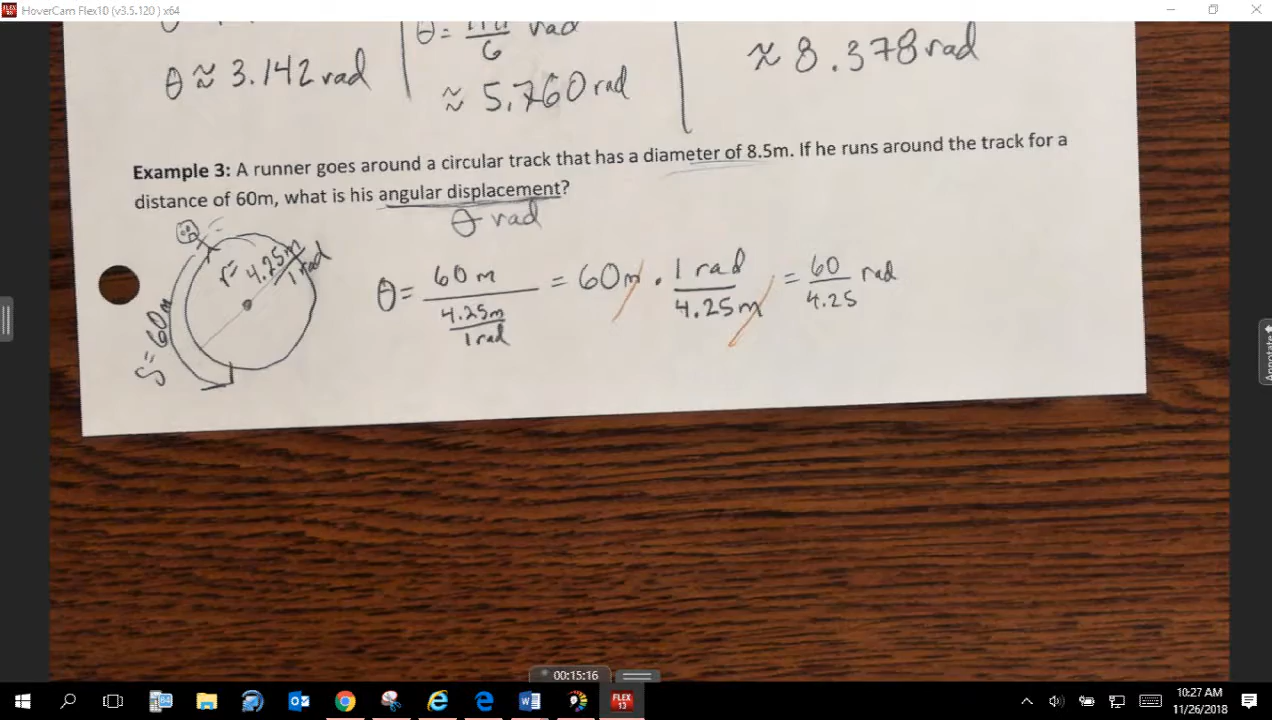 HoverCam Flex10 (v3.5.120) x64
θ = 6 rad
θ ≈ 3.142 rad
≈ 5.760 rad
≈ 8.378 rad
Example 3: A runner goes around a circular track that has a diameter of 8.5m. If he runs around the track for a
distance of 60m, what is his angular displacement?
θ rad
r = 4.25m / 1 rad
S = 60m
θ = 60 m / (4.25m / 1 rad) = 60m · 1 rad / 4.25m = 60 / 4.25 rad
Annotate
00:15:16
FLEX
10:27 AM
11/26/2018